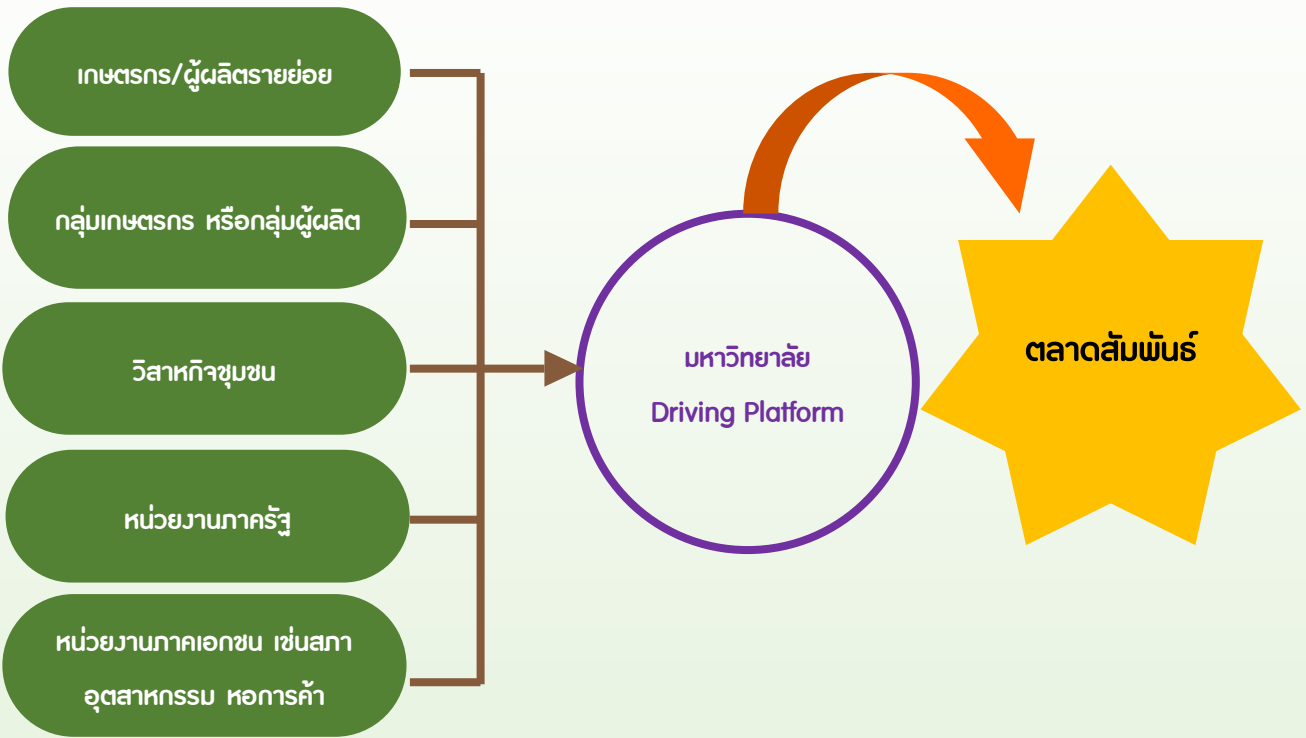 เกษตรกร/ผู้ผลิตรายย่อย
กลุ่มเกษตรกร หรือกลุ่มผู้ผลิต
วิสาหกิจชุมชน
หน่วยงานภาครัฐ
หน่วยงานภาคเอกชน เช่นสภา
อุตสาหกรรม หอการค้า
มหาวิทยาลัย
Driving Platform
ตลาดสัมพันธ์